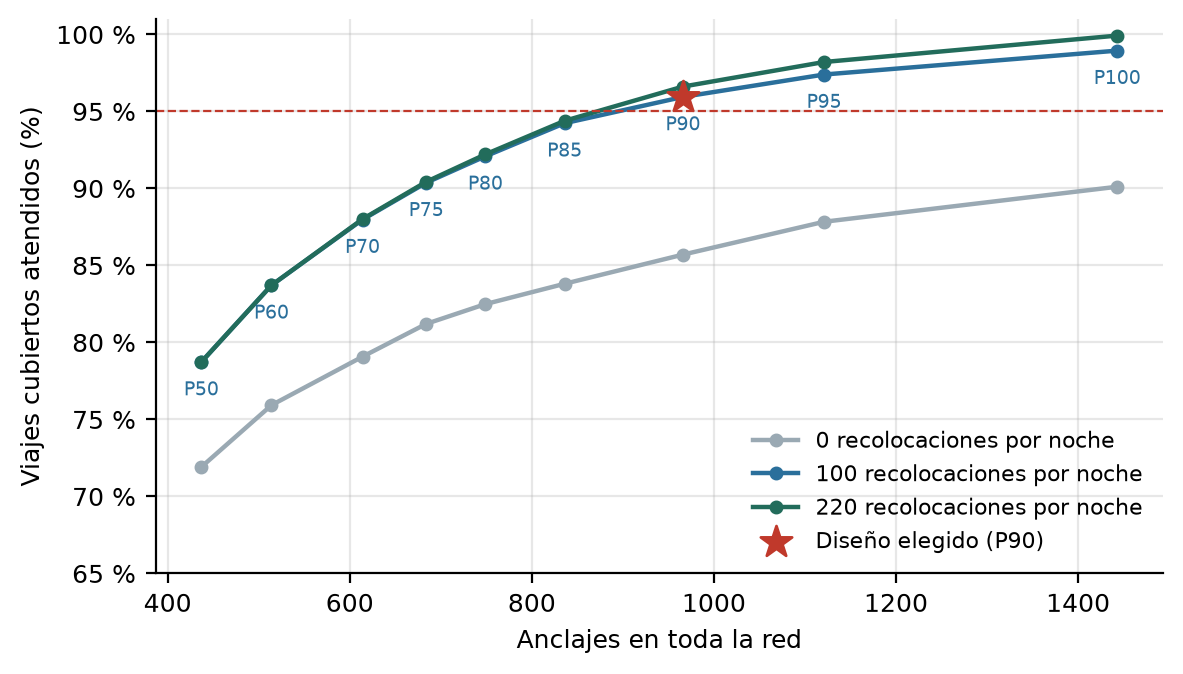 100 %
95 %
90 %
85 %
80 %
75 %
70 %
65 %
Viajes cubiertos atendidos (%)
P50
P60
P70
P75
P80
P85
P90
P95
P100
0 recolocaciones por noche
100 recolocaciones por noche
220 recolocaciones por noche
Diseño elegido (P90)
400 600 800 1000 1200 1400
Anclajes en toda la red